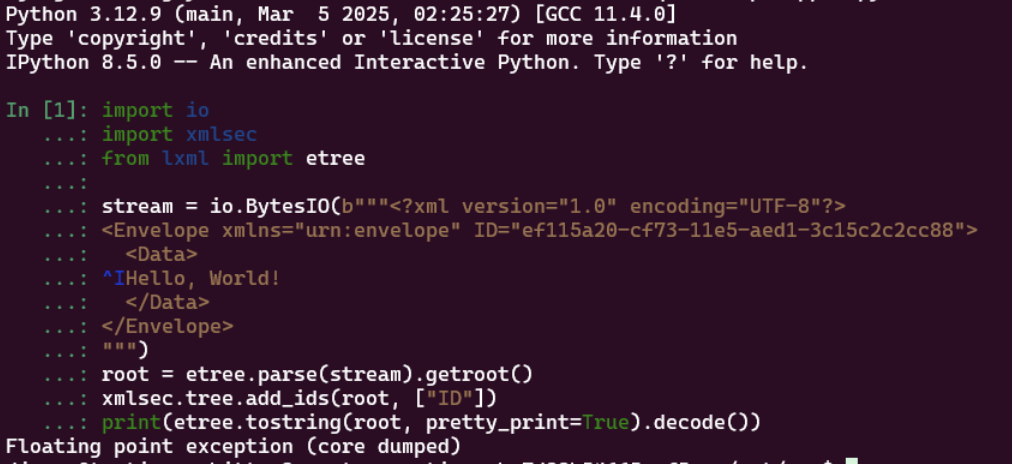 Python 3.12.9 (main, Mar  5 2025, 02:25:27) [GCC 11.4.0]
Type 'copyright', 'credits' or 'license' for more information
IPython 8.5.0 -- An enhanced Interactive Python. Type '?' for help.

In [1]: import io
   ...: import xmlsec
   ...: from lxml import etree
   ...:
   ...: stream = io.BytesIO(b"""<?xml version="1.0" encoding="UTF-8"?>
   ...: <Envelope xmlns="urn:envelope" ID="ef115a20-cf73-11e5-aed1-3c15c2c2cc88">
   ...:   <Data>
   ...: ^IHello, World!
   ...:   </Data>
   ...: </Envelope>
   ...: """)
   ...: root = etree.parse(stream).getroot()
   ...: xmlsec.tree.add_ids(root, ["ID"])
   ...: print(etree.tostring(root, pretty_print=True).decode())
Floating point exception (core dumped)